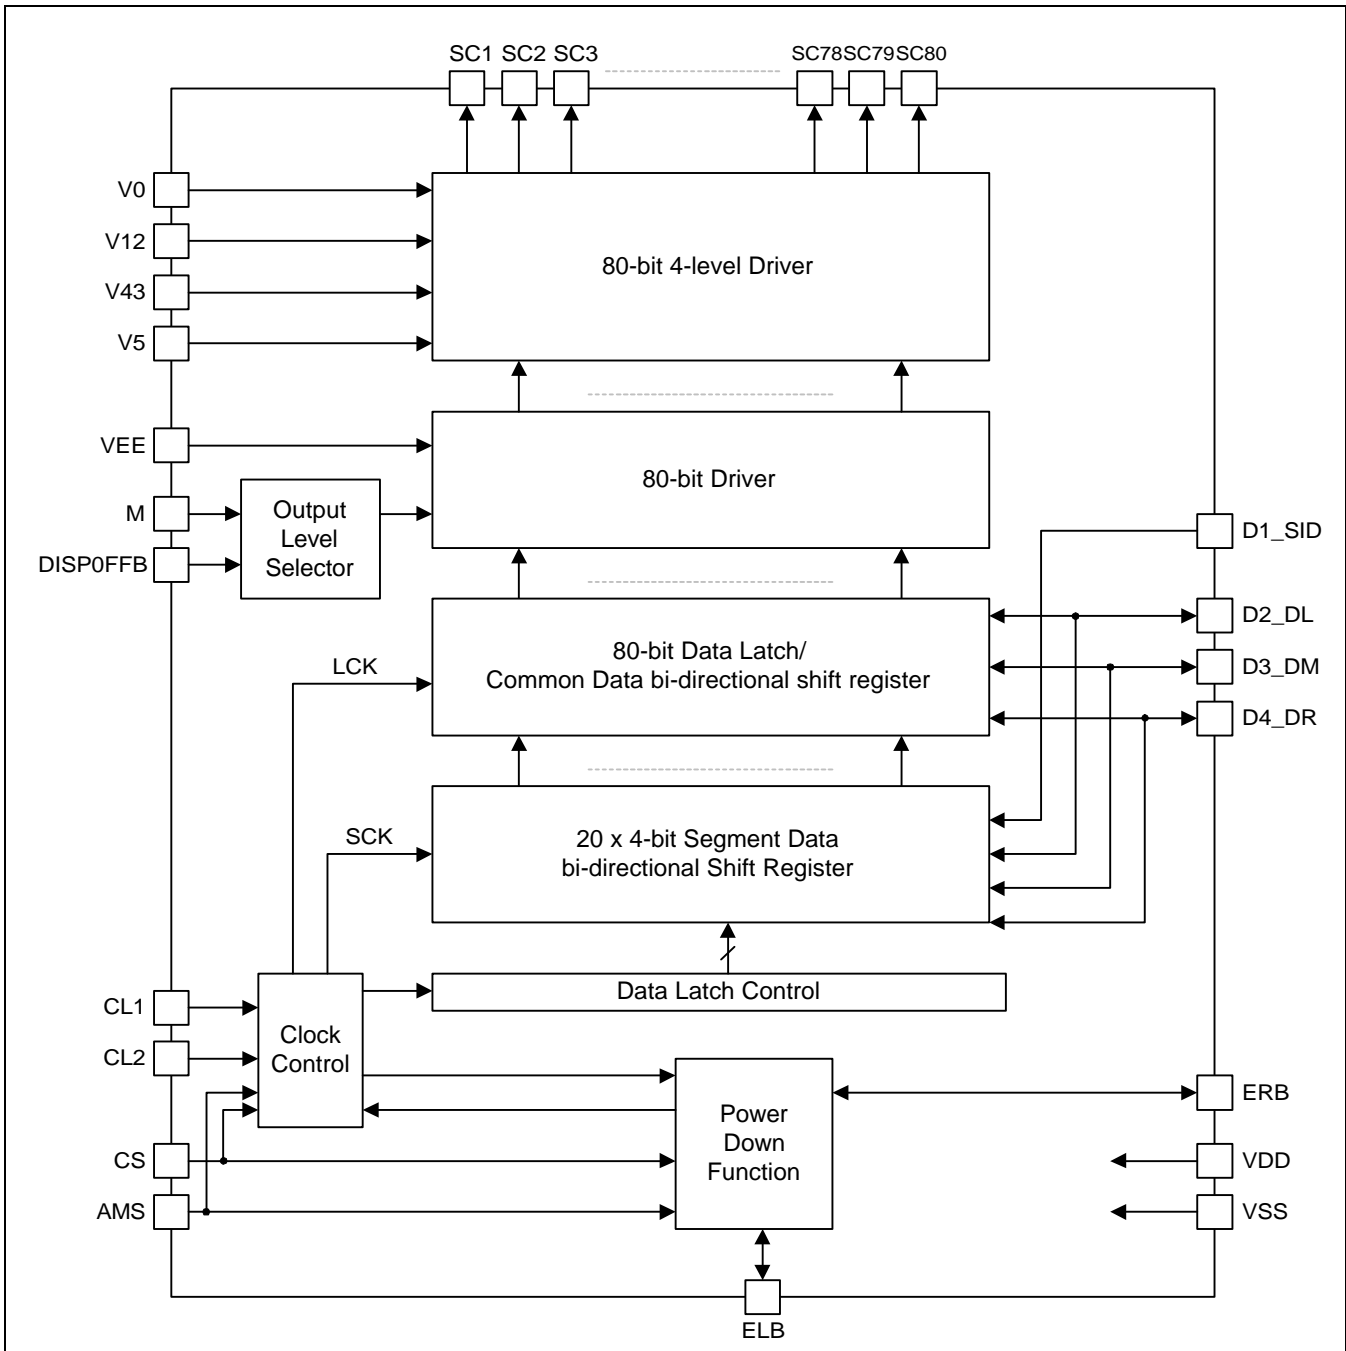 SC1 SC2 SC3 SC78 SC79 SC80
V0
V12
V43
V5
80-bit 4-level Driver
VEE
80-bit Driver
M
DISP0FFB
Output
Level
Selector
D1_SID
D2_DL
D3_DM
D4_DR
LCK
80-bit Data Latch/
Common Data bi-directional shift register
SCK
20 x 4-bit Segment Data
bi-directional Shift Register
Data Latch Control
CL1
CL2
Clock
Control
CS
AMS
Power
Down
Function
ERB
VDD
VSS
ELB